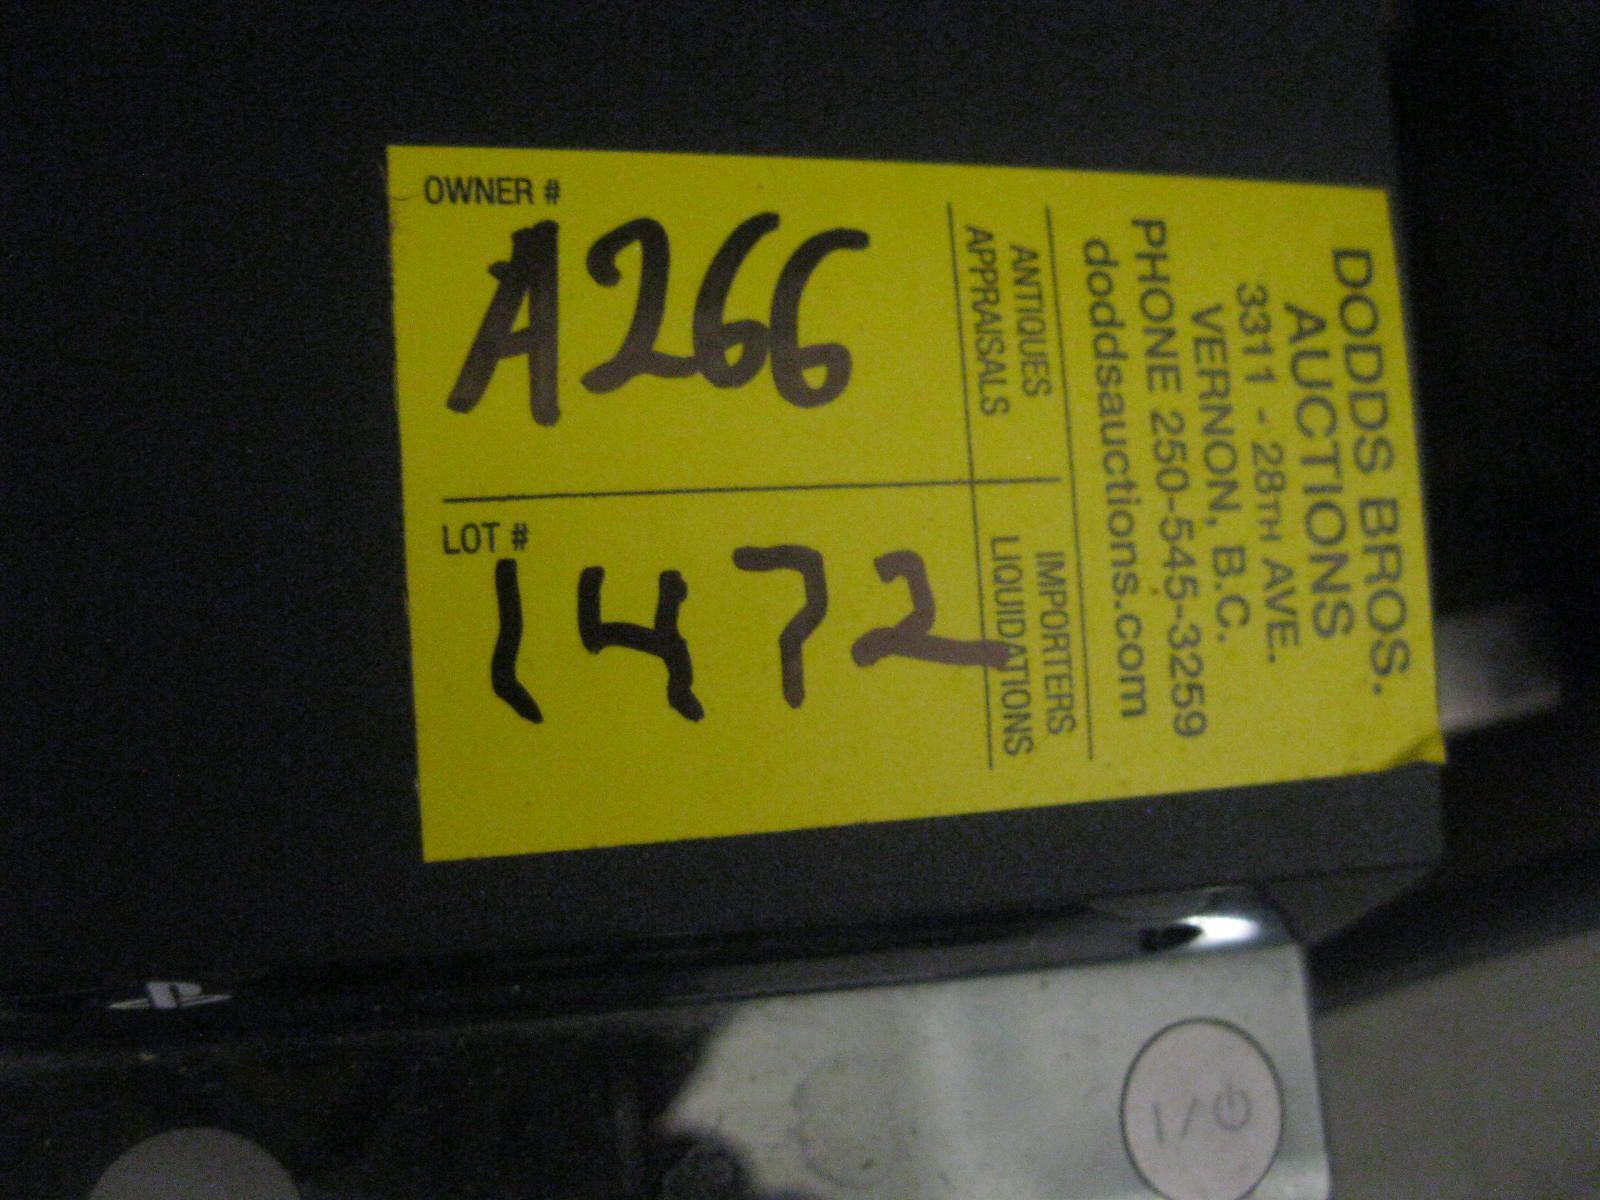 OWNER #
A266
LOT #
1472
DODDS BROS.
AUCTIONS
3311 - 28TH AVE.
VERNON, B.C.
PHONE 250-545-3259
doddsauctions.com
ANTIQUES
APPRAISALS
IMPORTERS
LIQUIDATIONS